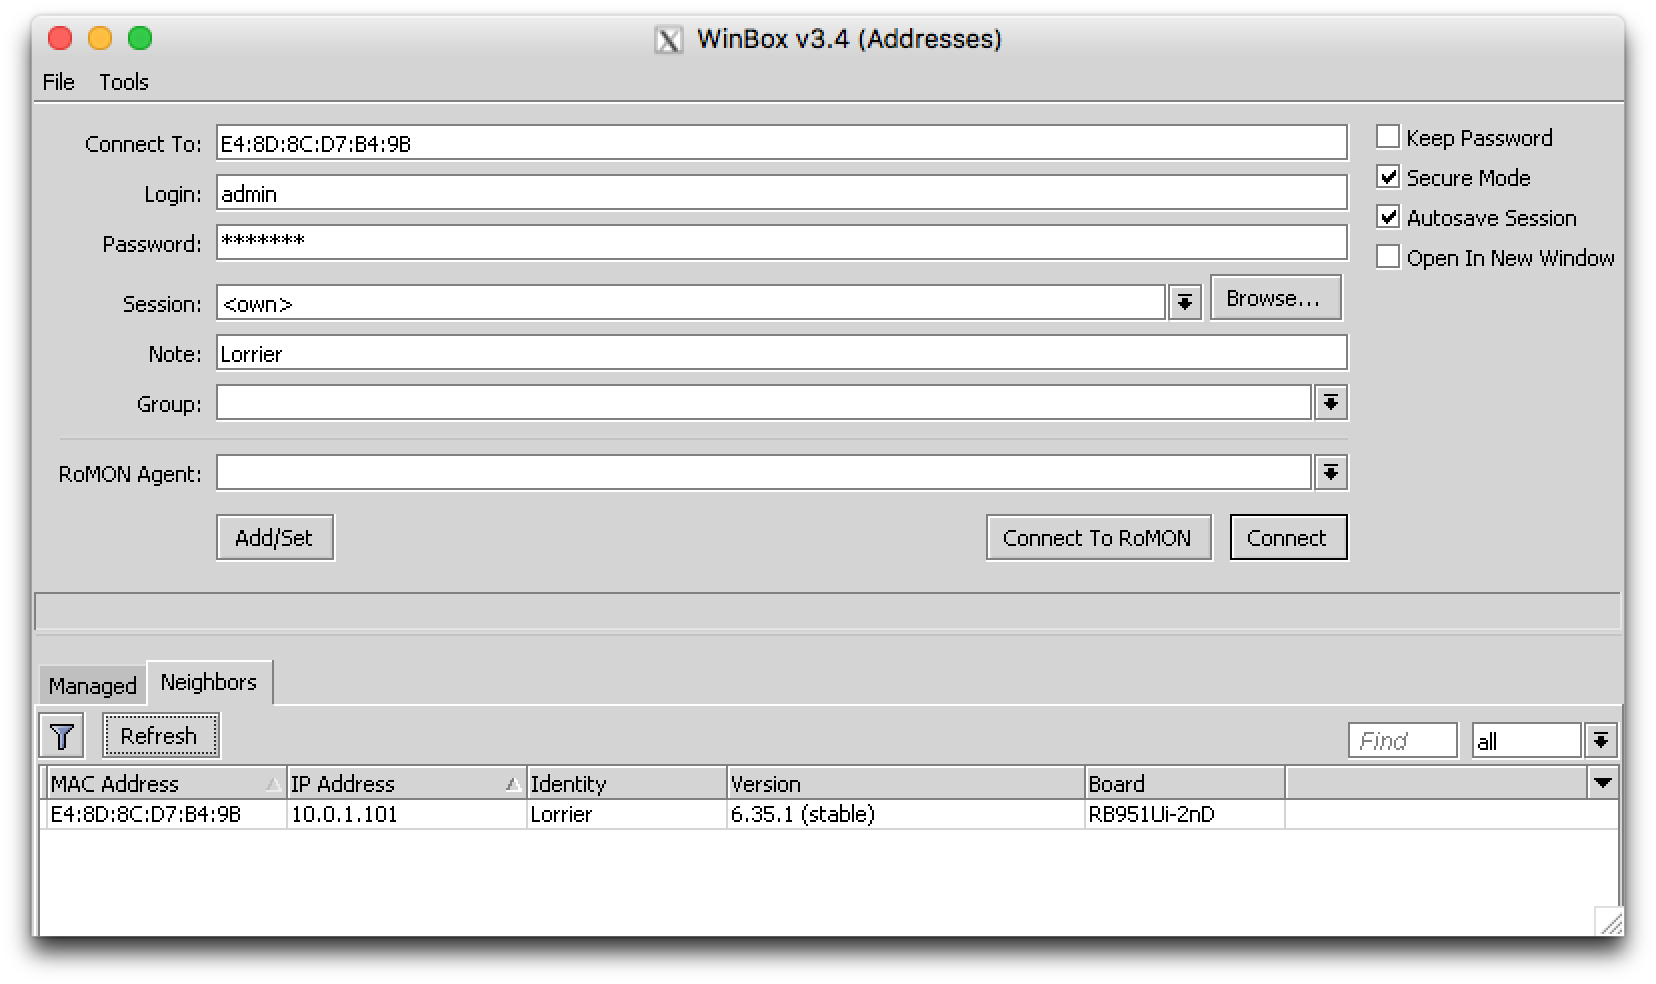 WinBox v3.4 (Addresses)
File Tools
Connect To: E4:8D:8C:D7:B4:9B
Keep Password
Login: admin
Secure Mode
Password: *******
Autosave Session
Open In New Window
Session: <own> Browse...
Note: Lorrier
Group:
RoMON Agent:
Add/Set Connect To RoMON Connect
Managed Neighbors
Refresh Find all
MAC Address IP Address Identity Version Board
E4:8D:8C:D7:B4:9B 10.0.1.101 Lorrier 6.35.1 (stable) RB951Ui-2nD